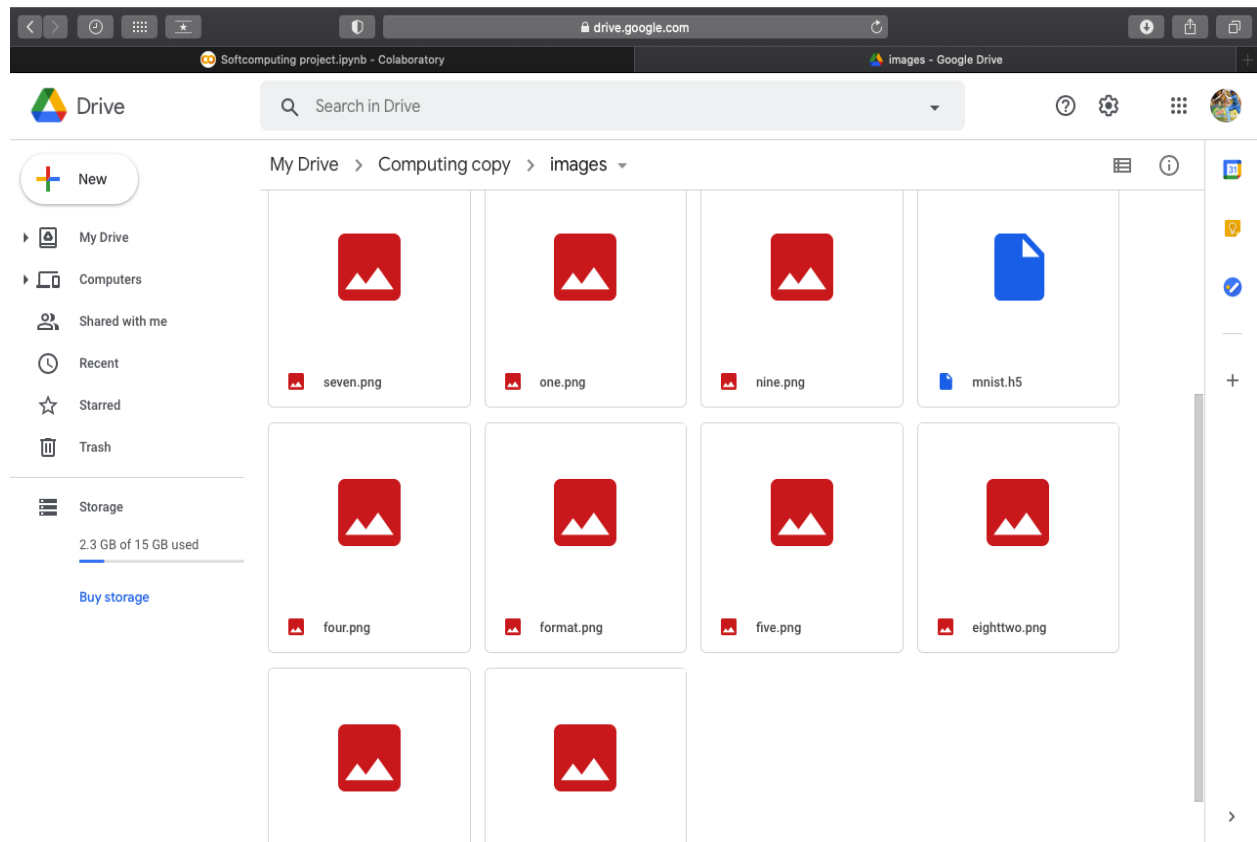 drive.google.com
Softcomputing project.ipynb - Colaboratory
images - Google Drive
Drive
Search in Drive
New
My Drive > Computing copy > images
31
My Drive
Computers
Shared with me
Recent
Starred
Trash
Storage
2.3 GB of 15 GB used
Buy storage
seven.png
one.png
nine.png
mnist.h5
four.png
format.png
five.png
eighttwo.png